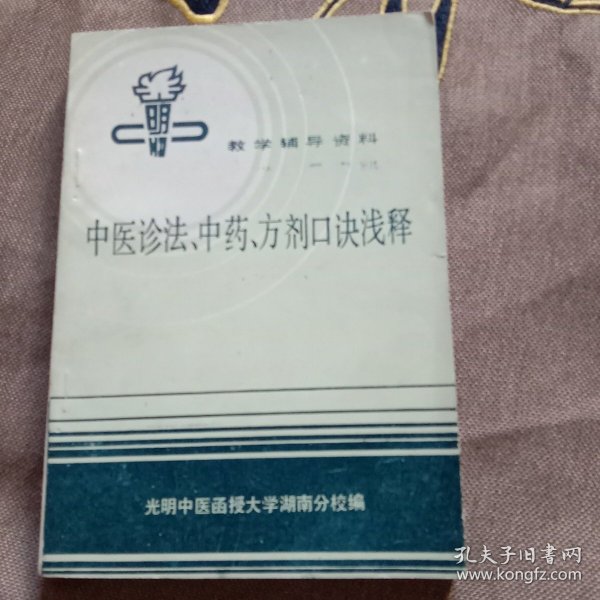 明
教学辅导资料
中医诊法、中药、方剂口诀浅释
光明中医函授大学湖南分校编
孔夫子旧书网
www.kongfz.com